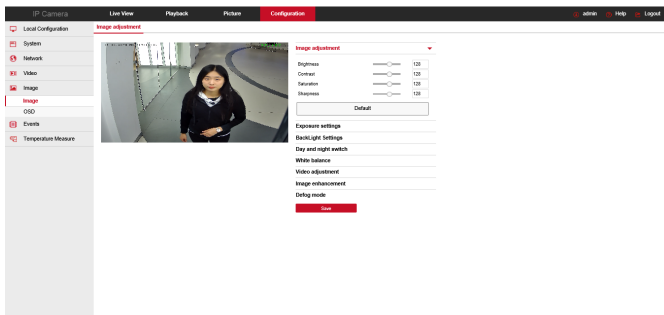 IP Camera
Live View
Playback
Picture
Configuration
admin
Help
Logout
Local Configuration
System
Network
Video
Image
Image
OSD
Events
Temperature Measure
Image adjustment
Image adjustment
Brightness 128
Contrast 128
Saturation 128
Sharpness 128
Default
Exposure settings
BackLight Settings
Day and night switch
White balance
Video adjustment
Image enhancement
Defog mode
Save